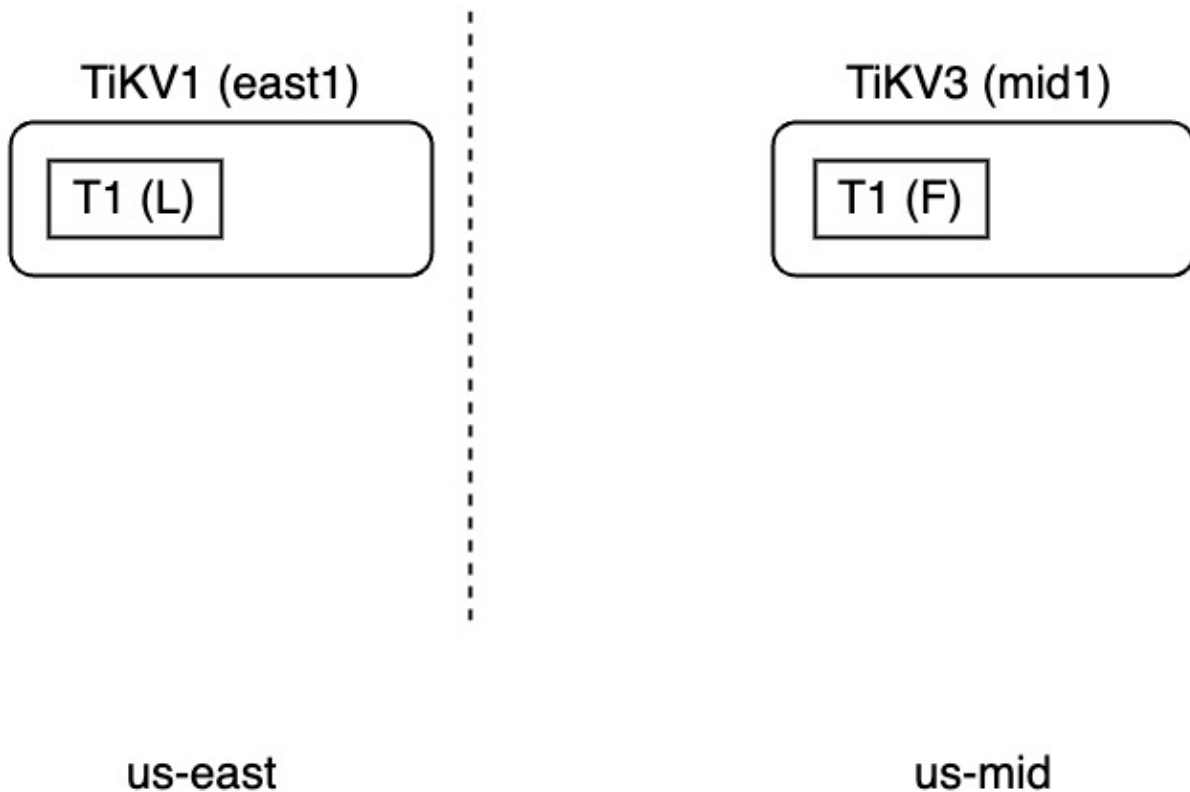 TiKV1 (east1)
TiKV3 (mid1)
T1 (L)
T1 (F)
us-east
us-mid